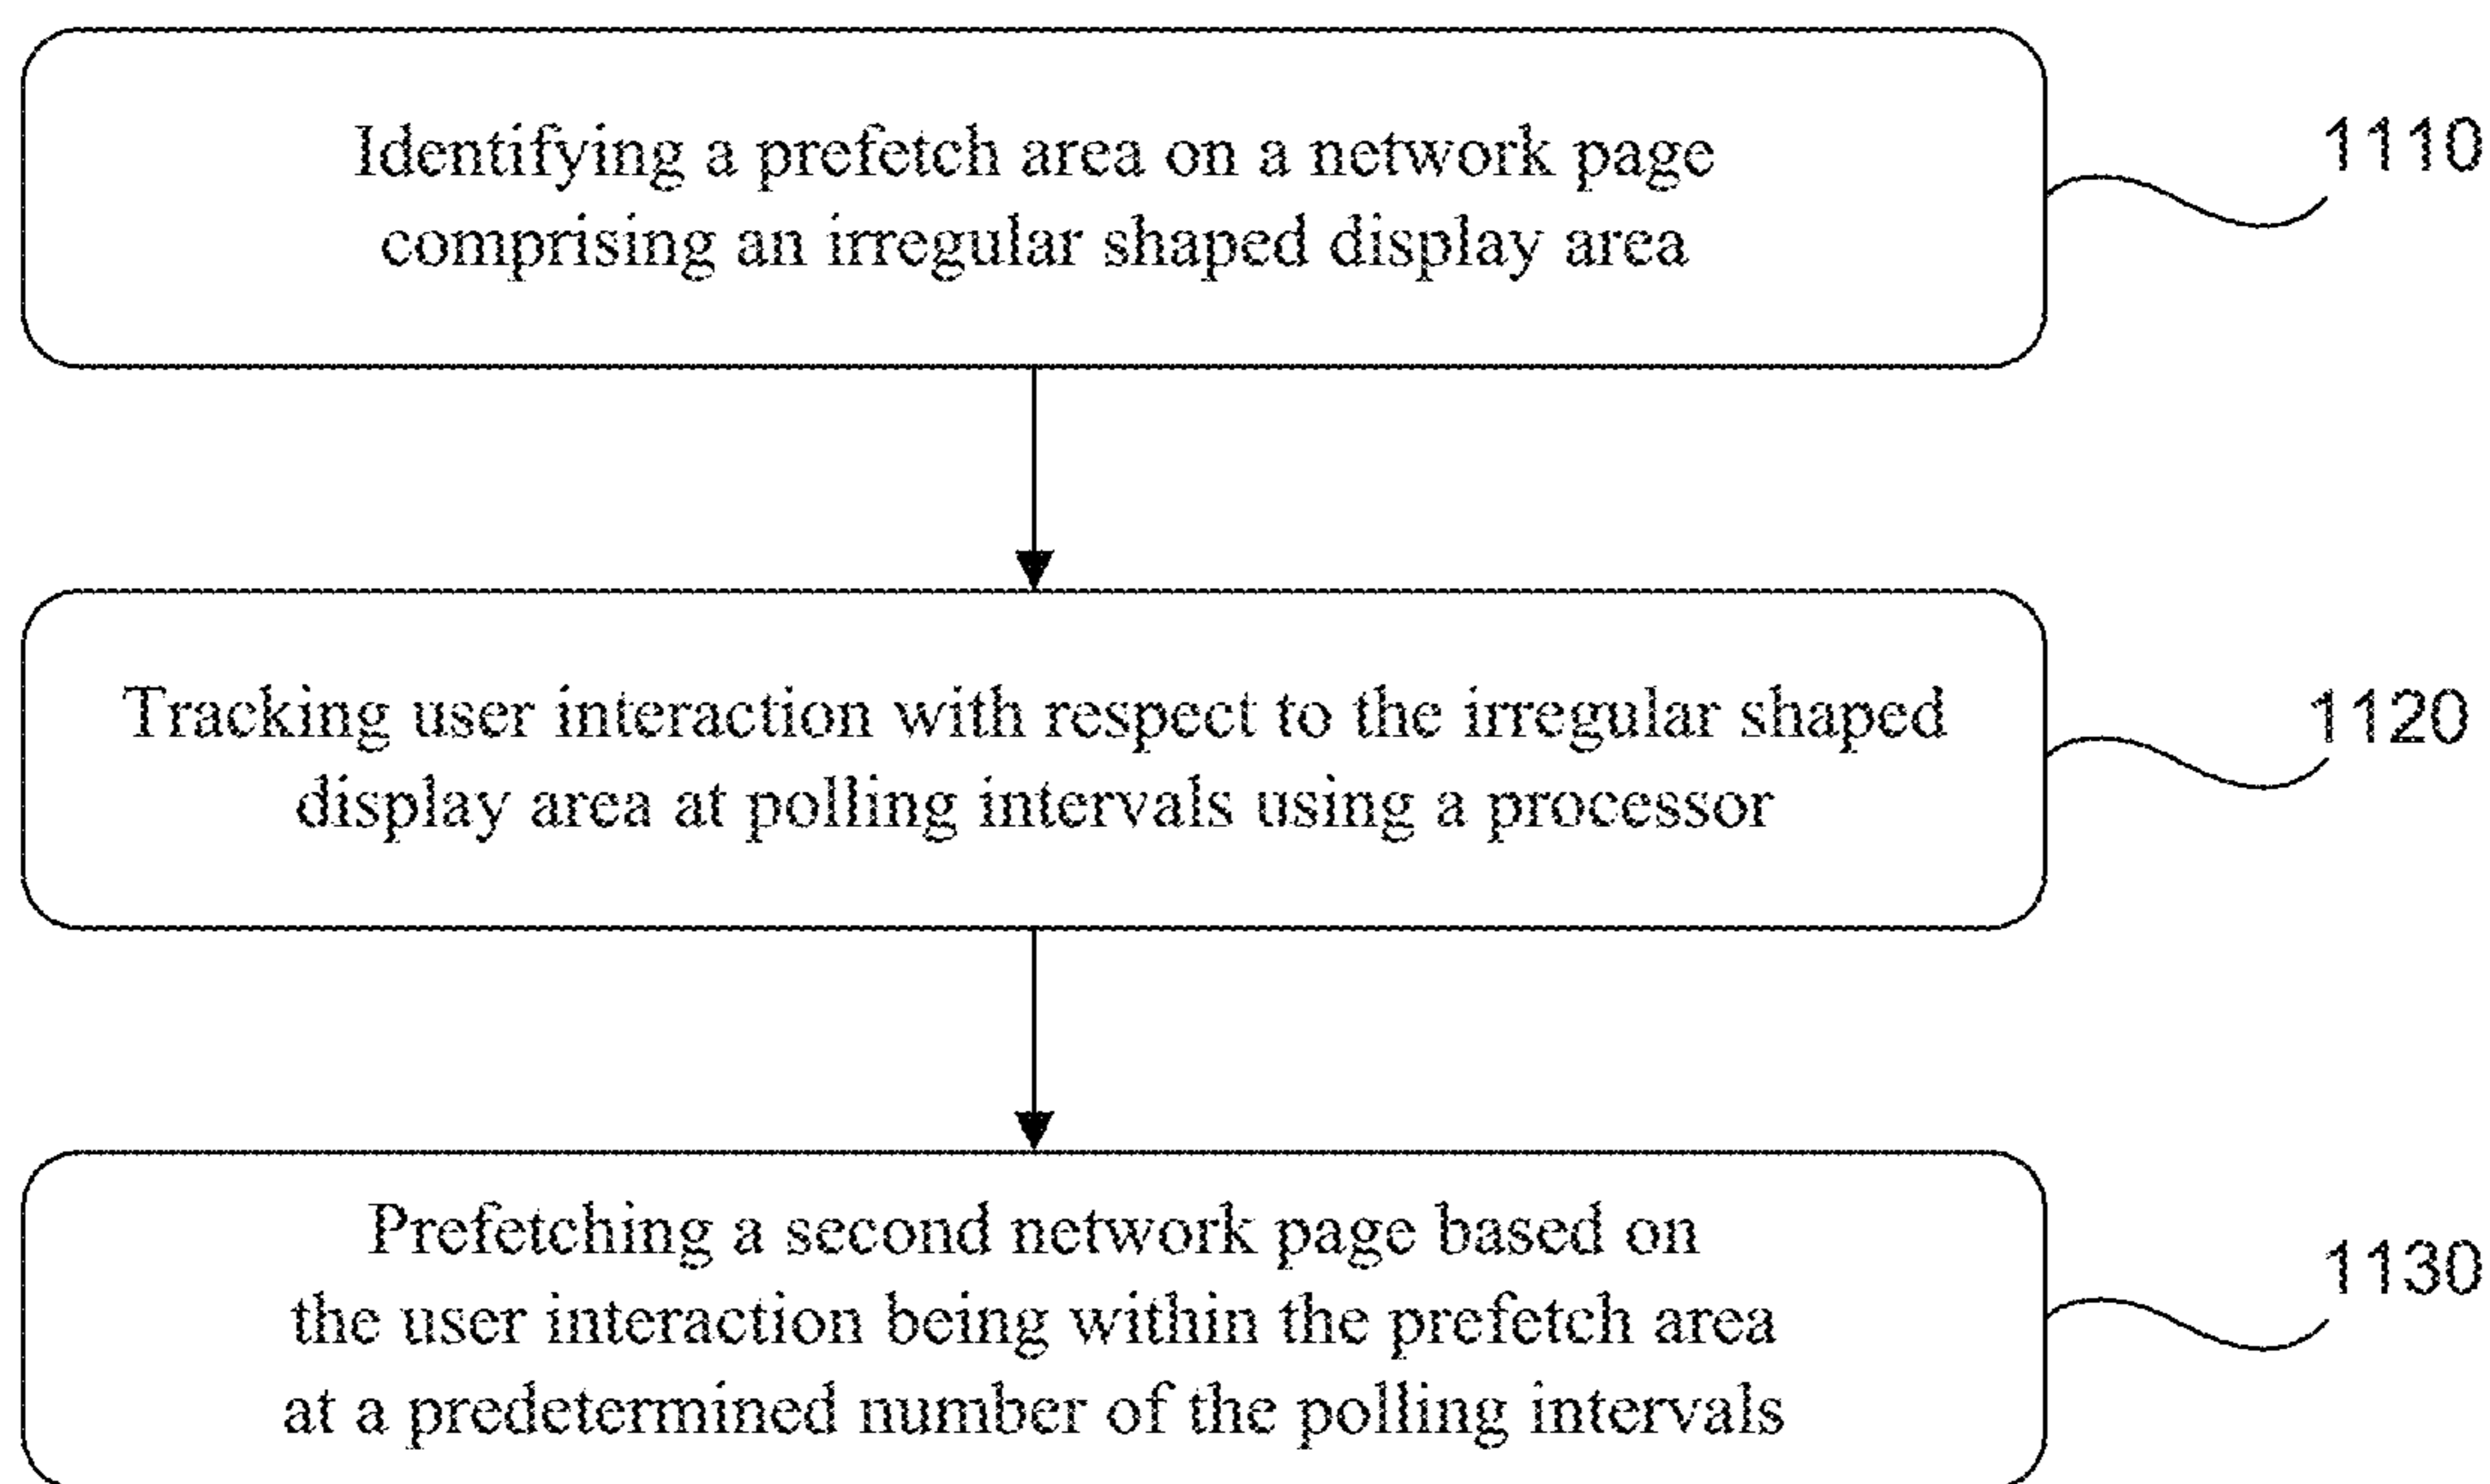 Identifying a prefetch area on a network page
comprising an irregular shaped display area
1110
Tracking user interaction with respect to the irregular shaped
display area at polling intervals using a processor
1120
Prefetching a second network page based on
the user interaction being within the prefetch area
at a predetermined number of the polling intervals
1130